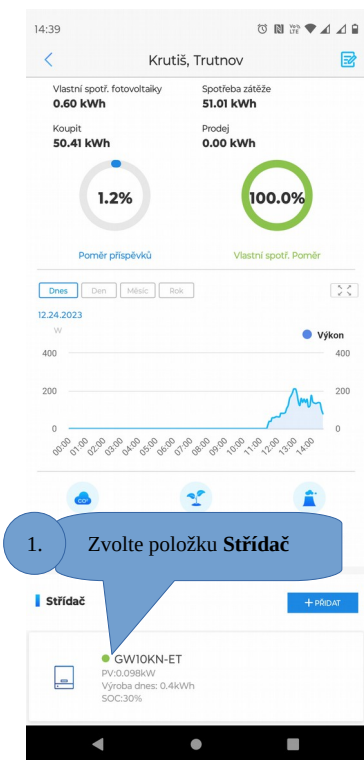 14:39
Krutiš, Trutnov
Vlastní spotř. fotovoltaiky
0.60 kWh
Spotřeba zátěže
51.01 kWh
Koupit
50.41 kWh
Prodej
0.00 kWh
1.2%
100.0%
Poměr příspěvků
Vlastní spotř. Poměr
Dnes Den Měsíc Rok
12.24.2023
W
Výkon
400 400
200 200
0 0
00:00 01:00 02:00 03:00 04:00 05:00 06:00 07:00 08:00 09:00 10:00 11:00 12:00 13:00 14:00
1. Zvolte položku Střídač
Střídač
+ PŘIDAT
GW10KN-ET
PV:0.098kW
Výroba dnes: 0.4kWh
SOC:30%